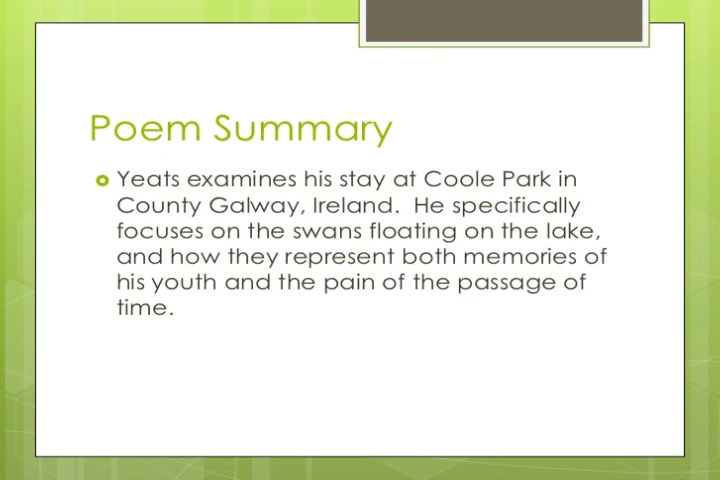 Poem Summary
Yeats examines his stay at Coole Park in
County Galway, Ireland.  He specifically
focuses on the swans floating on the lake,
and how they represent both memories of
his youth and the pain of the passage of
time.